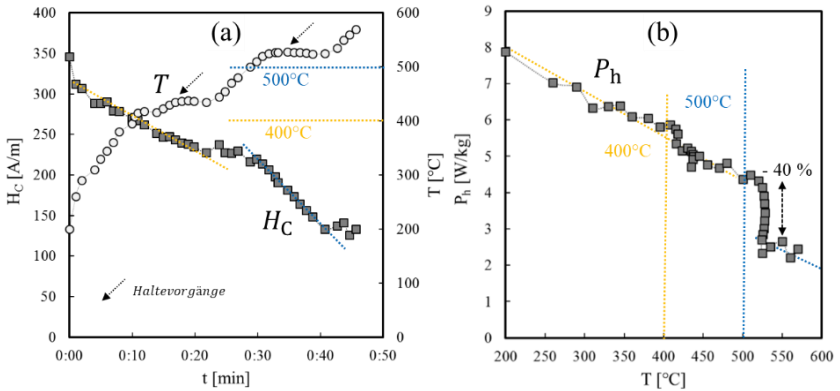 (a)
T
500°C
400°C
H_C
Haltevorgänge
H_C [A/m]
400
350
300
250
200
150
100
50
0
0:00 0:10 0:20 0:30 0:40 0:50
t [min]
600
500
400
300
200
100
0
T [°C]
(b)
P_h
500°C
400°C
- 40 %
P_h [W/kg]
9
8
7
6
5
4
3
2
1
0
200 250 300 350 400 450 500 550 600
T [°C]